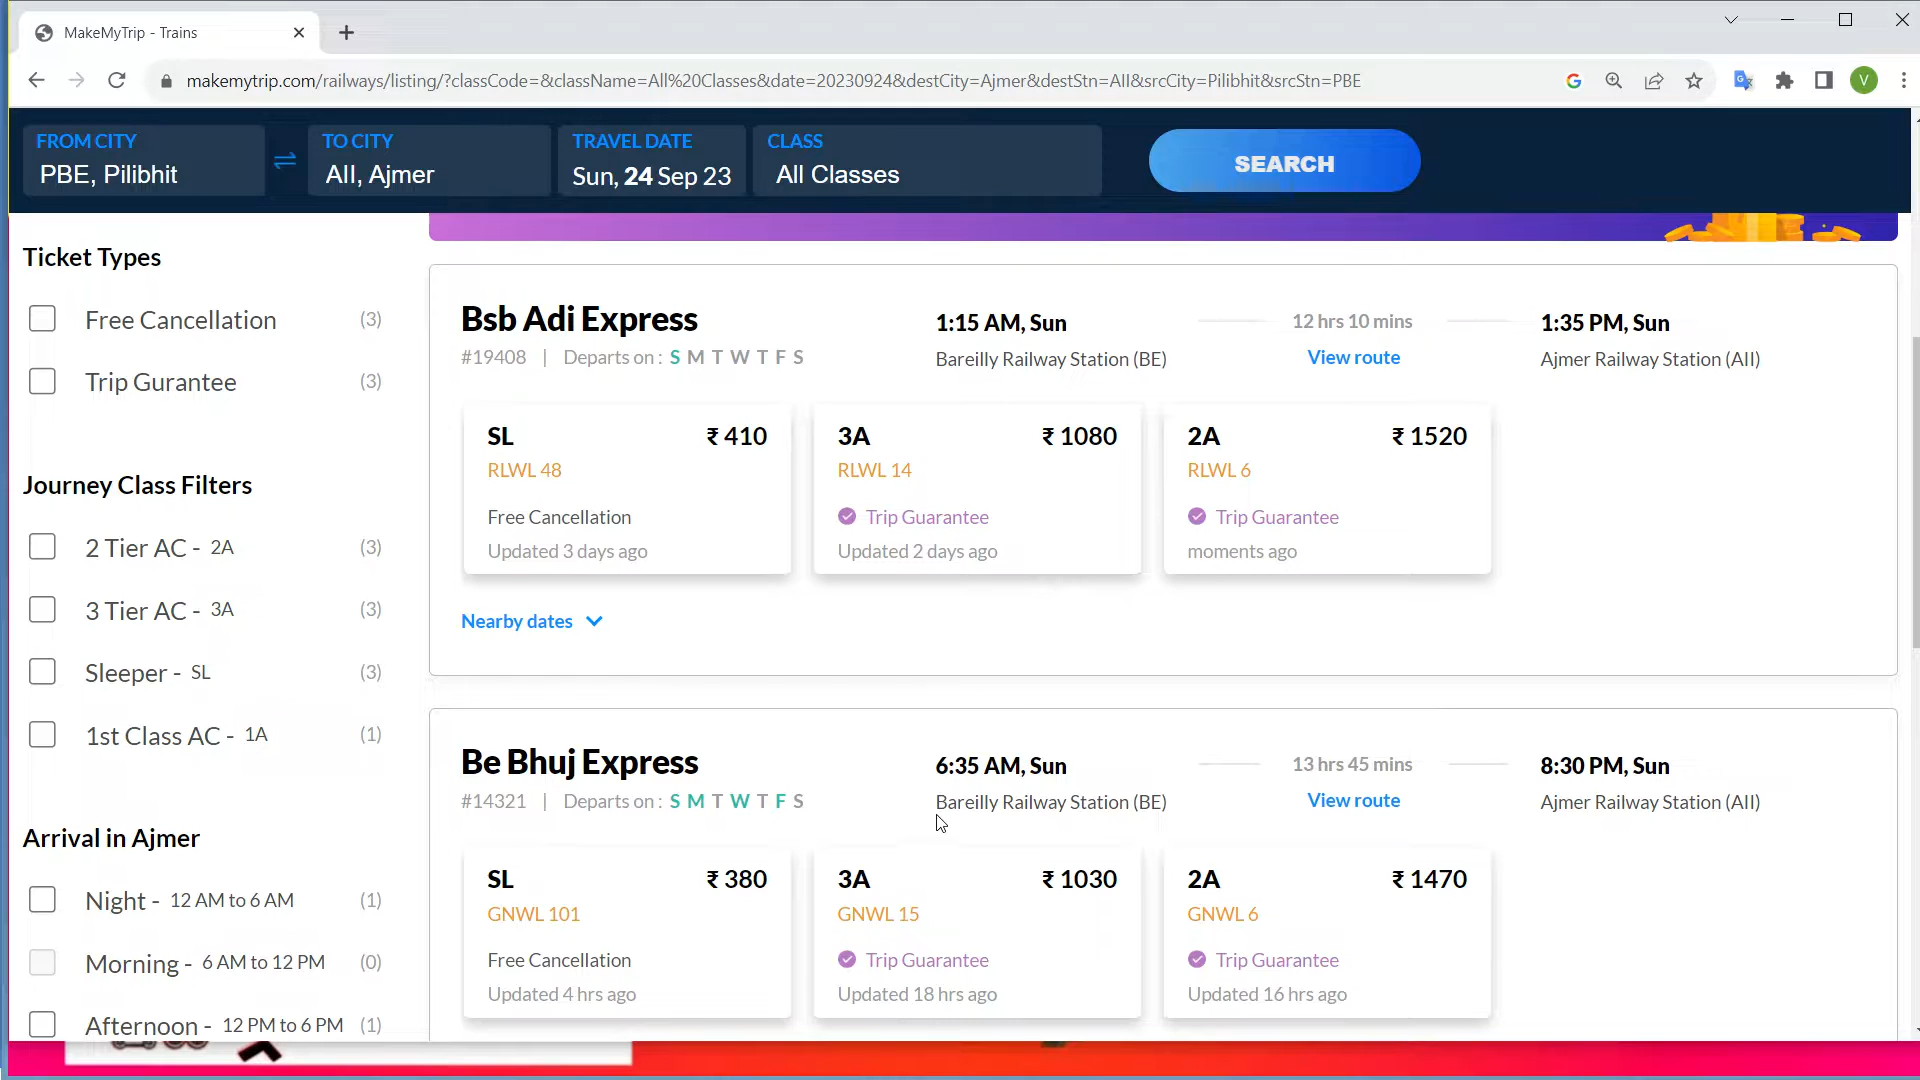 MakeMyTrip - Trains
makemytrip.com/railways/listing/?classCode=&className=All%20Classes&date=20230924&destCity=Ajmer&destStn=AII&srcCity=Pilibhit&srcStn=PBE
V
FROM CITY
PBE, Pilibhit
TO CITY
AII, Ajmer
TRAVEL DATE
Sun, 24 Sep 23
CLASS
All Classes
SEARCH
Ticket Types
Free Cancellation (3)
Trip Gurantee (3)
Journey Class Filters
2 Tier AC - 2A (3)
3 Tier AC - 3A (3)
Sleeper - SL (3)
1st Class AC - 1A (1)
Arrival in Ajmer
Night - 12 AM to 6 AM (1)
Morning - 6 AM to 12 PM (0)
Afternoon - 12 PM to 6 PM (1)
Bsb Adi Express
#19408 | Departs on : S M T W T F S
1:15 AM, Sun
Bareilly Railway Station (BE)
12 hrs 10 mins
View route
1:35 PM, Sun
Ajmer Railway Station (AII)
SL ₹ 410
RLWL 48
Free Cancellation
Updated 3 days ago
3A ₹ 1080
RLWL 14
Trip Guarantee
Updated 2 days ago
2A ₹ 1520
RLWL 6
Trip Guarantee
moments ago
Nearby dates
Be Bhuj Express
#14321 | Departs on : S M T W T F S
6:35 AM, Sun
Bareilly Railway Station (BE)
13 hrs 45 mins
View route
8:30 PM, Sun
Ajmer Railway Station (AII)
SL ₹ 380
GNWL 101
Free Cancellation
Updated 4 hrs ago
3A ₹ 1030
GNWL 15
Trip Guarantee
Updated 18 hrs ago
2A ₹ 1470
GNWL 6
Trip Guarantee
Updated 16 hrs ago